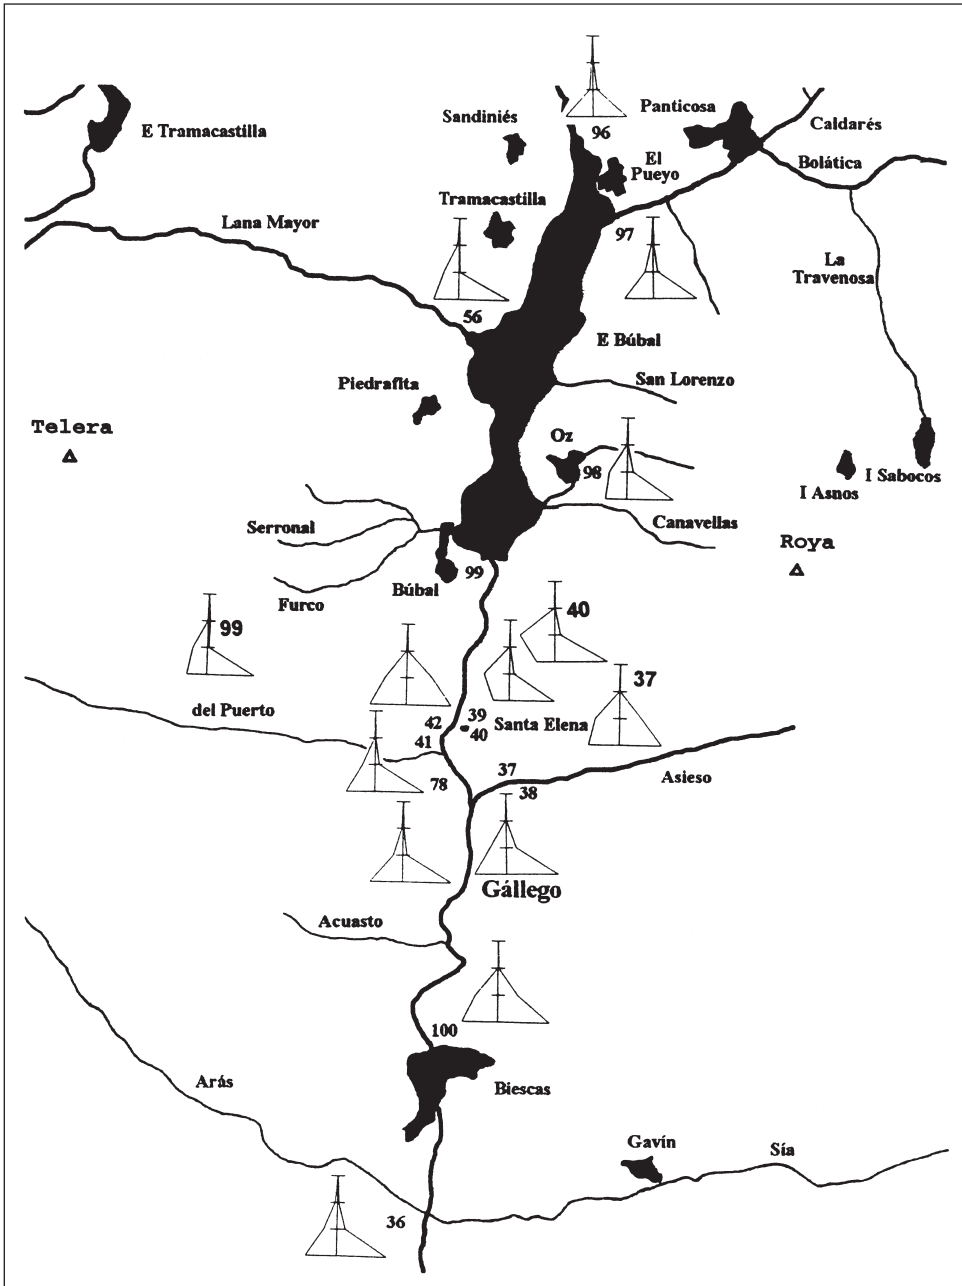 96
Sandiniés
Panticosa
Caldarés
E Tramacastilla
El
Pueyo
Bolática
Tramacastilla
Lana Mayor
97
La
Travenosa
56
E Búbal
Piedrafita
San Lorenzo
Telera
Oz
98
I Asnos
I Sabocos
Serronal
Canavellas
Roya
99
Búbal
Furco
40
99
37
del Puerto
42
39
Santa Elena
40
41
37
78
38
Asieso
Gállego
Acuasto
100
Arás
Biescas
Gavín
Sía
36